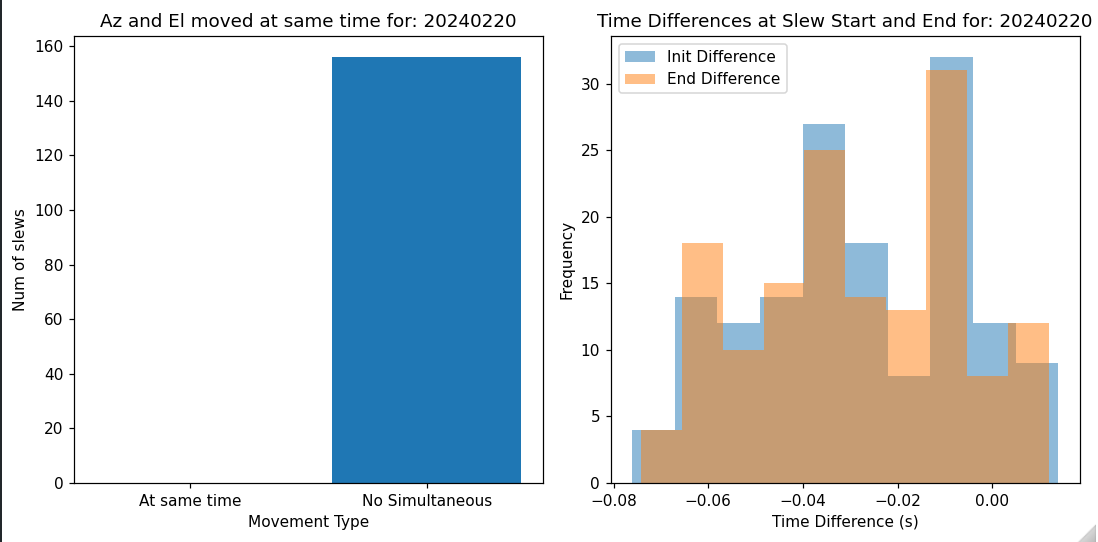 Az and El moved at same time for: 20240220
160
140
120
100
80
60
40
20
0
Num of slews
At same time
No Simultaneous
Movement Type
Time Differences at Slew Start and End for: 20240220
Init Difference
End Difference
30
25
20
15
10
5
0
Frequency
−0.08
−0.06
−0.04
−0.02
0.00
Time Difference (s)